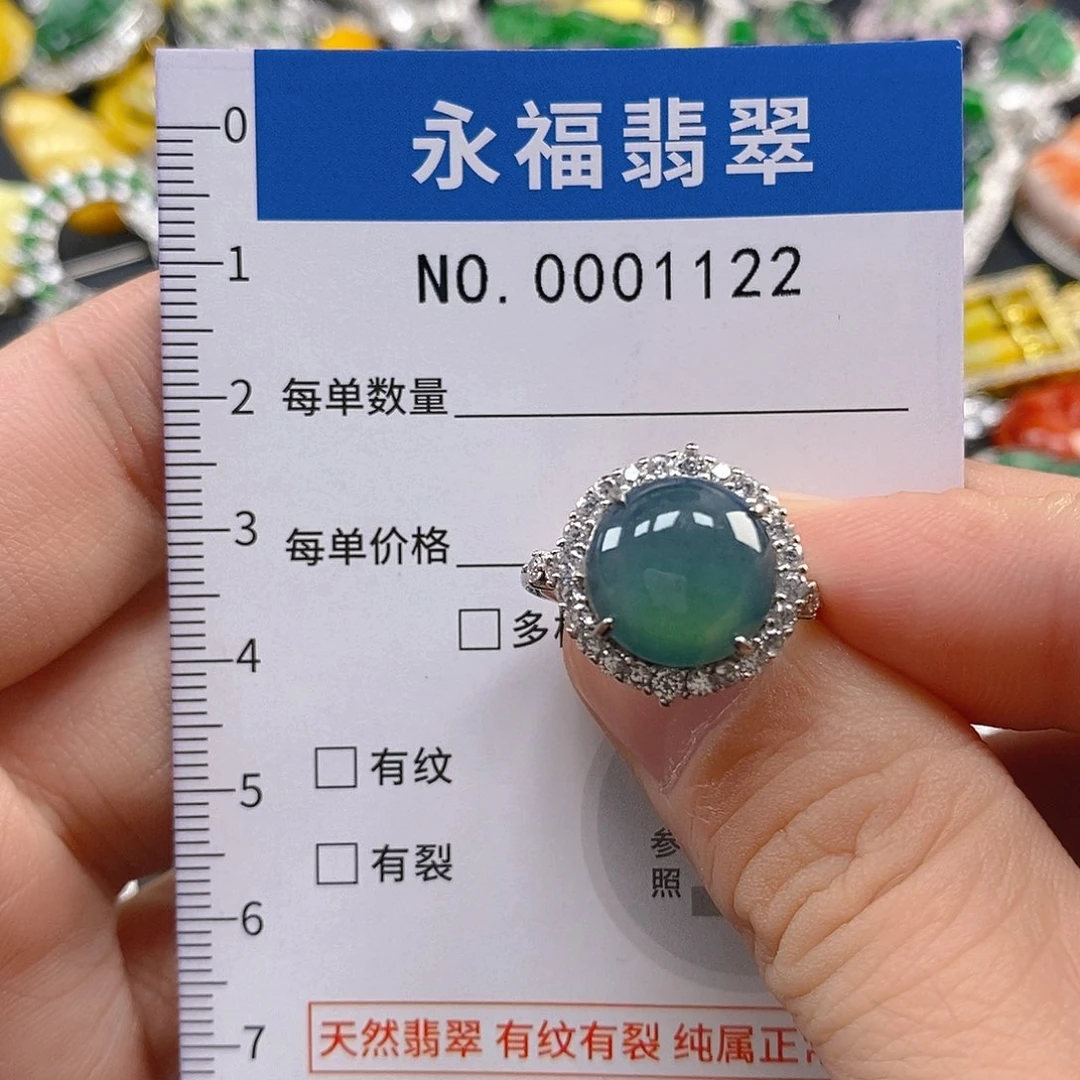 永福翡翠
NO. 0001122
0
1
2
3
4
5
6
7
每单数量
每单价格
□多
□有纹
□有裂
参
照
天然翡翠 有纹有裂 纯属正